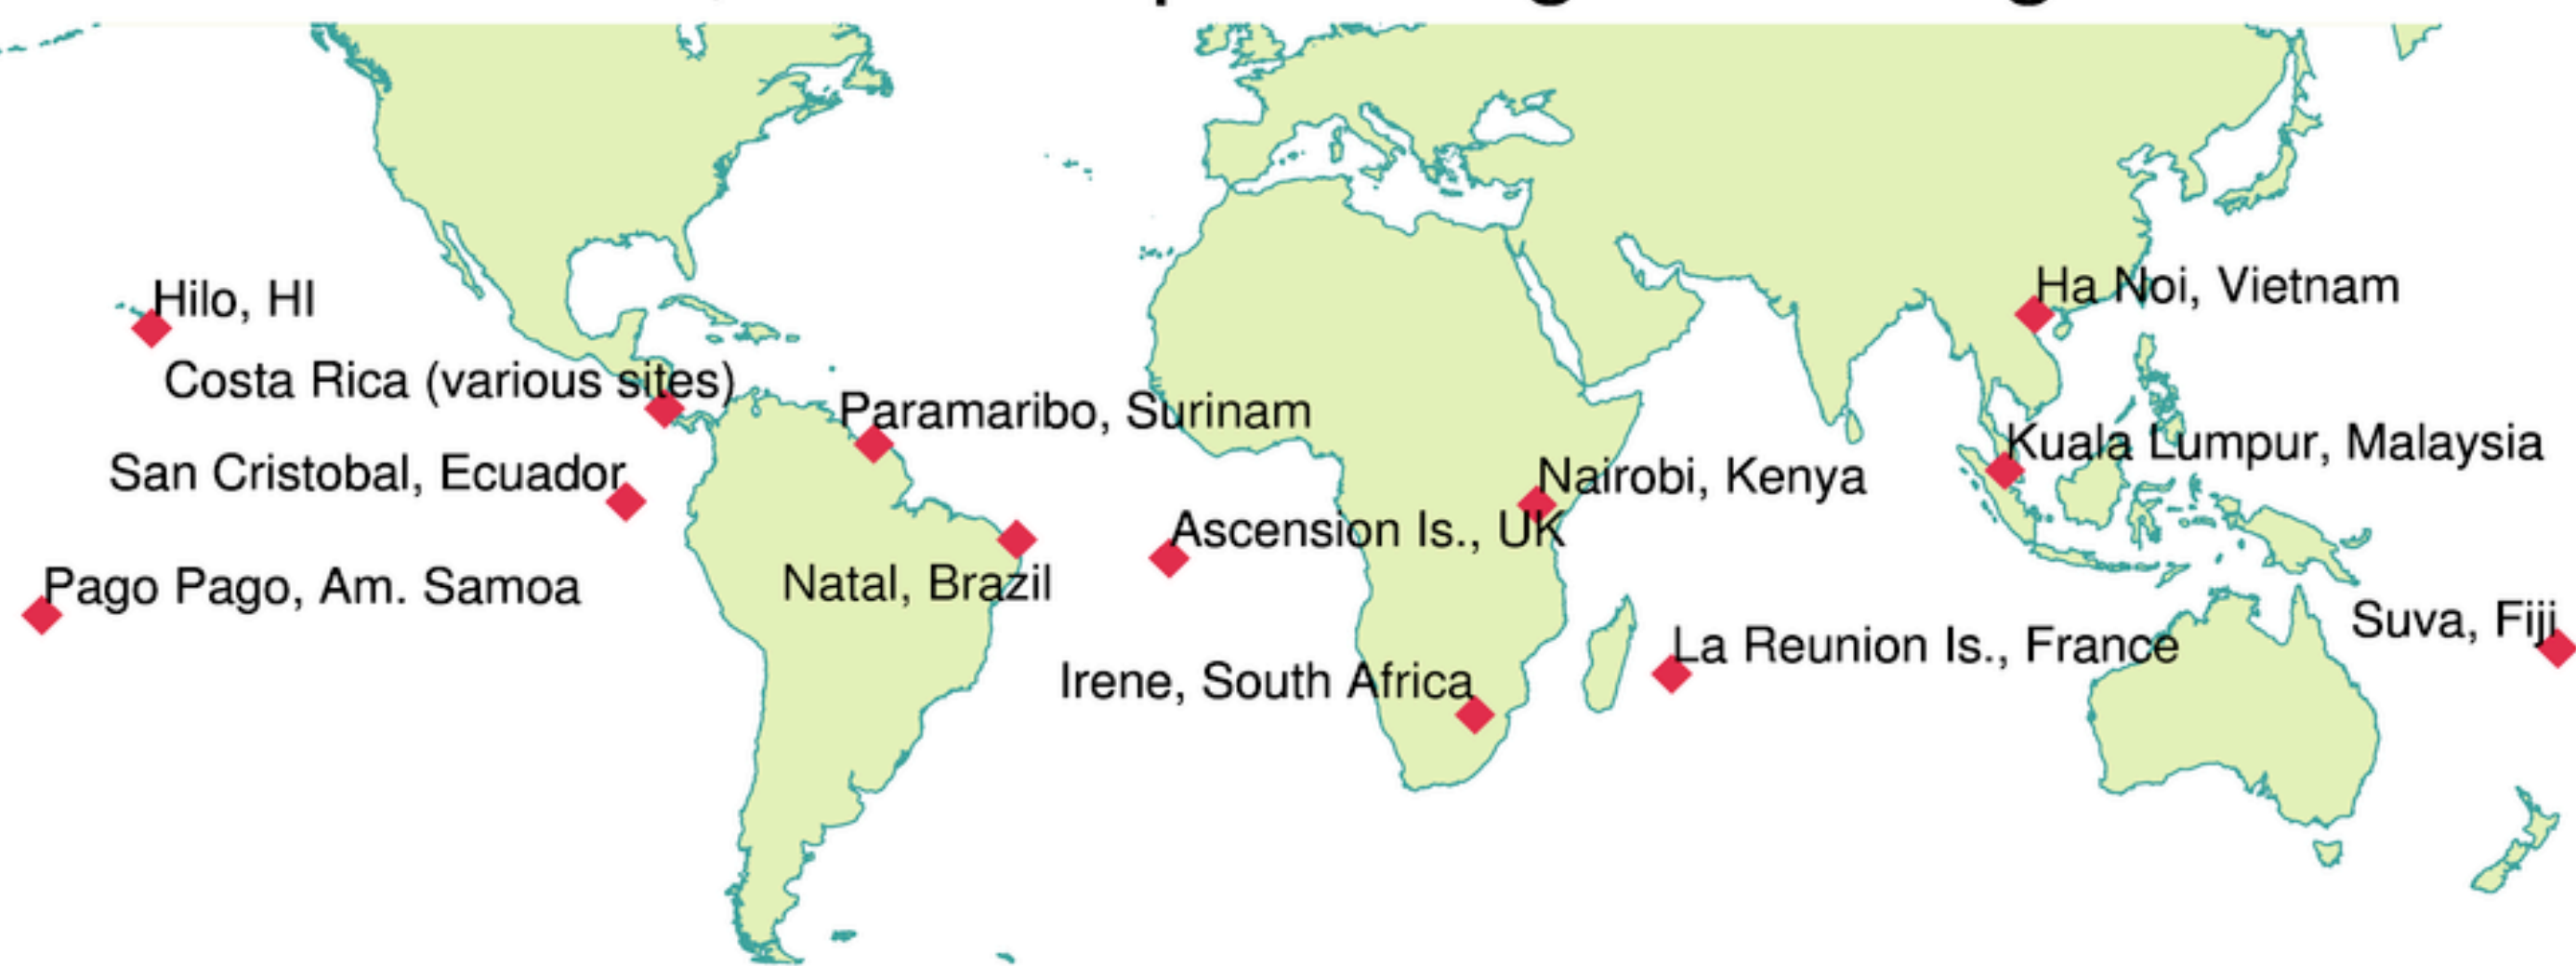 Hilo, HI
Ha Noi, Vietnam
Costa Rica (various sites)
Paramaribo, Surinam
Kuala Lumpur, Malaysia
San Cristobal, Ecuador
Nairobi, Kenya
Ascension Is., UK
Natal, Brazil
Pago Pago, Am. Samoa
Suva, Fiji
La Reunion Is., France
Irene, South Africa